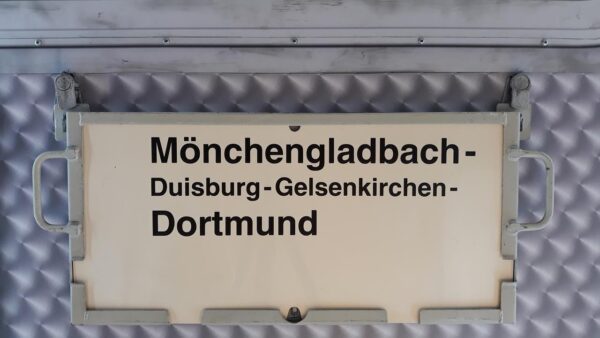 Mönchengladbach-
Duisburg-Gelsenkirchen-
Dortmund